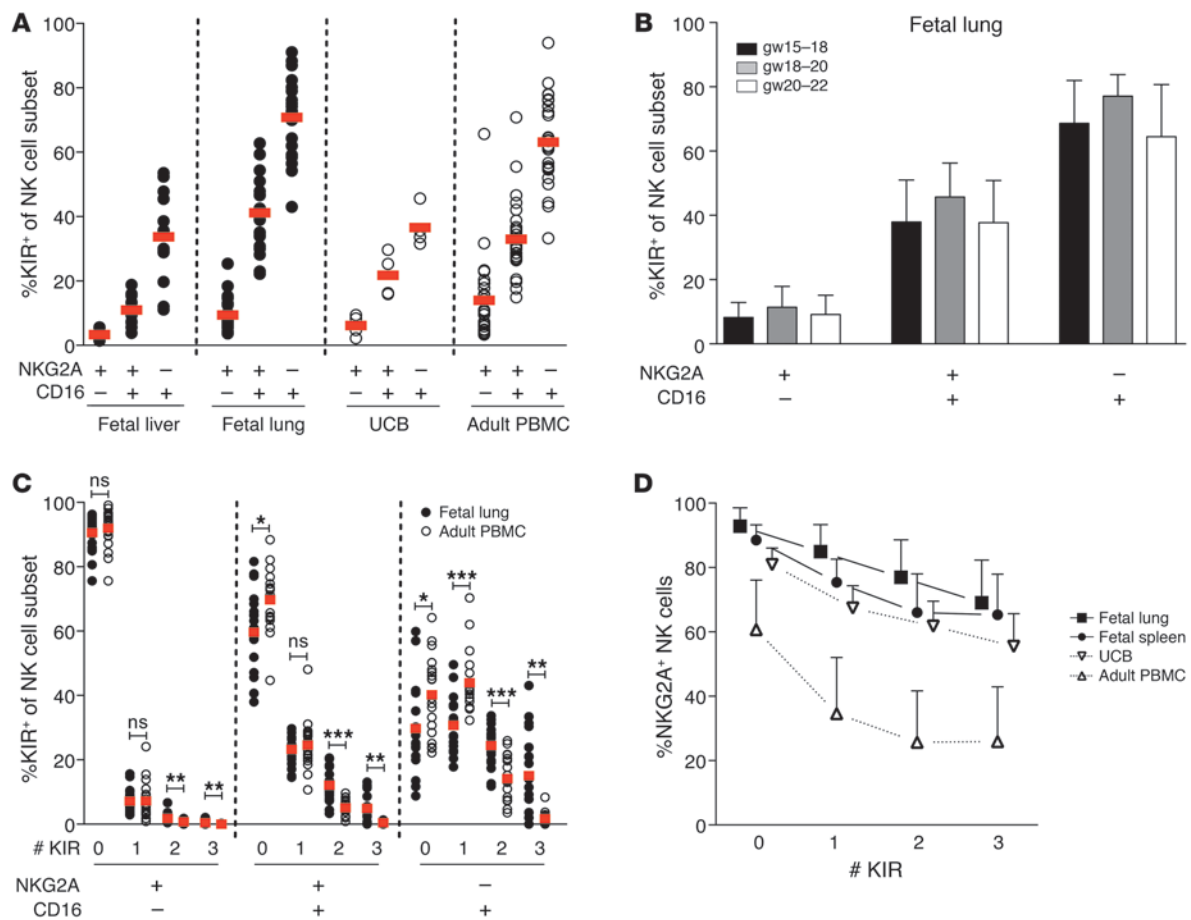 A
%KIR+ of NK cell subset
100
80
60
40
20
0
NKG2A + + − + + − + + − + + −
CD16 − + + − + + − + + − + +
Fetal liver Fetal lung UCB Adult PBMC
B
Fetal lung
%KIR+ of NK cell subset
100
80
60
40
20
0
gw15–18
gw18–20
gw20–22
NKG2A + + −
CD16 − + +
C
%KIR+ of NK cell subset
100
80
60
40
20
0
Fetal lung
Adult PBMC
ns ns ** **
* ns *** **
* *** *** **
# KIR 0 1 2 3 0 1 2 3 0 1 2 3
NKG2A + + −
CD16 − + +
D
%NKG2A+ NK cells
100
80
60
40
20
0
Fetal lung
Fetal spleen
UCB
Adult PBMC
0 1 2 3
# KIR